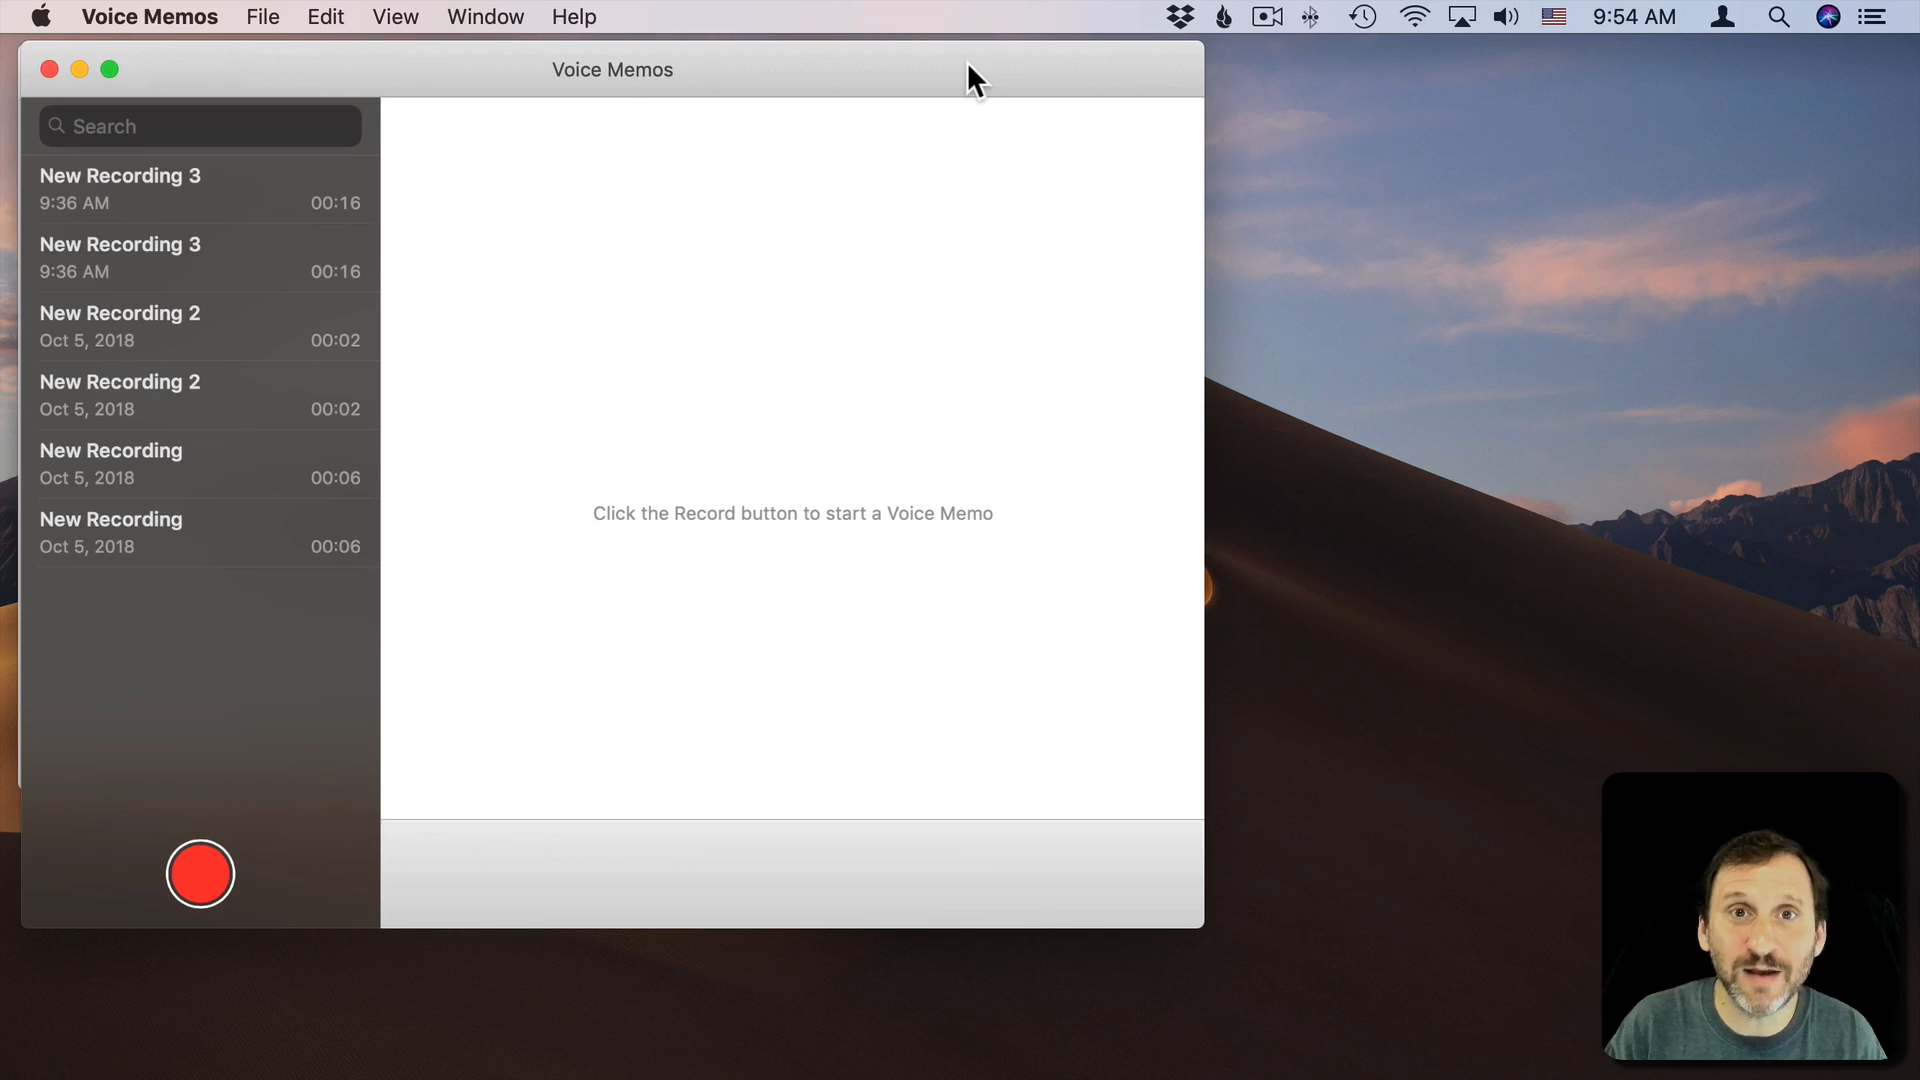 Voice Memos File Edit View Window Help 9:54 AM
Voice Memos
Search
New Recording 3
9:36 AM 00:16
New Recording 3
9:36 AM 00:16
New Recording 2
Oct 5, 2018 00:02
New Recording 2
Oct 5, 2018 00:02
New Recording
Oct 5, 2018 00:06
New Recording
Oct 5, 2018 00:06
Click the Record button to start a Voice Memo